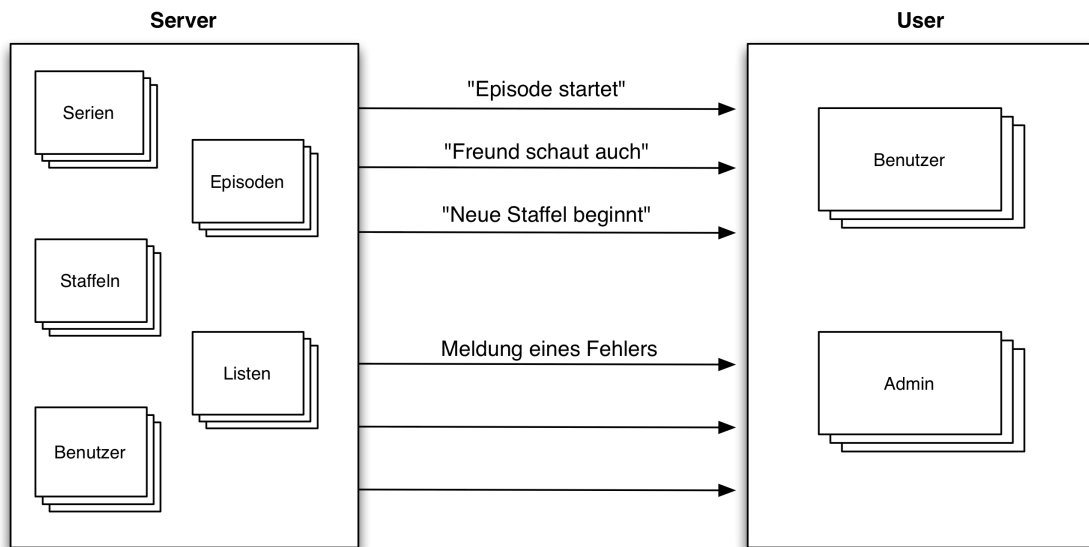 Server
User
Serien
Episoden
Staffeln
Listen
Benutzer
"Episode startet"
"Freund schaut auch"
"Neue Staffel beginnt"
Meldung eines Fehlers
Benutzer
Admin